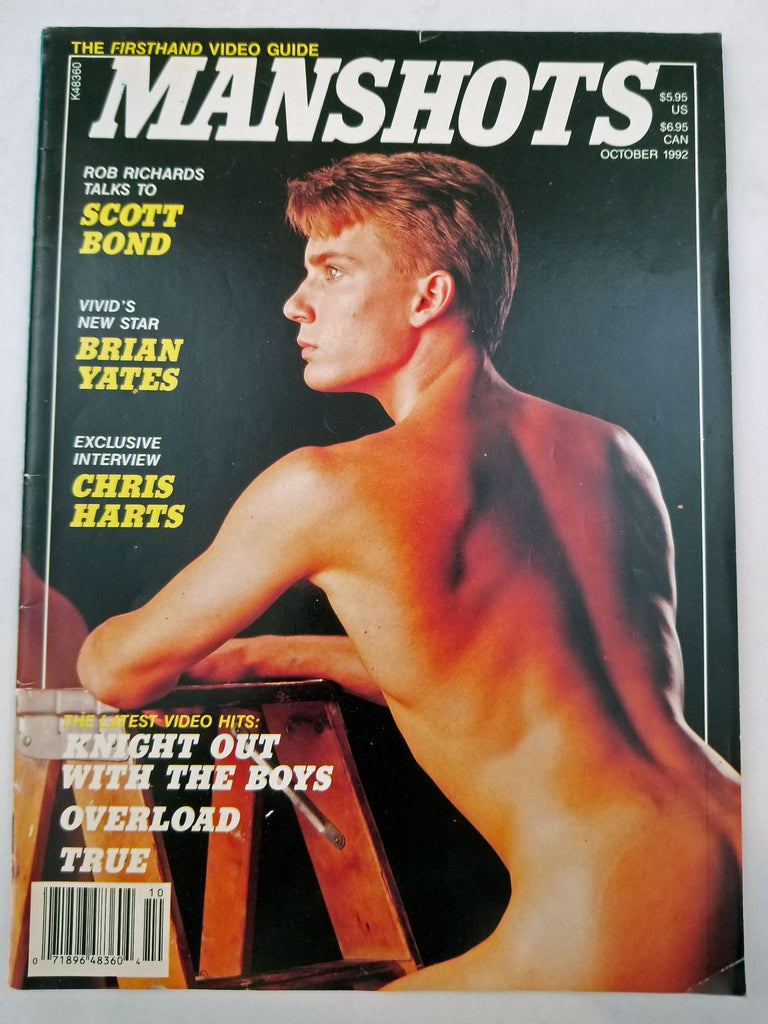 THE FIRSTHAND VIDEO GUIDE
K48360
MANSHOTS
$5.95
US
$6.95
CAN
OCTOBER 1992
ROB RICHARDS
TALKS TO
SCOTT
BOND
VIVID'S
NEW STAR
BRIAN
YATES
EXCLUSIVE
INTERVIEW
CHRIS
HARTS
THE LATEST VIDEO HITS:
KNIGHT OUT
WITH THE BOYS
OVERLOAD
TRUE
10
0 71896 48360 4